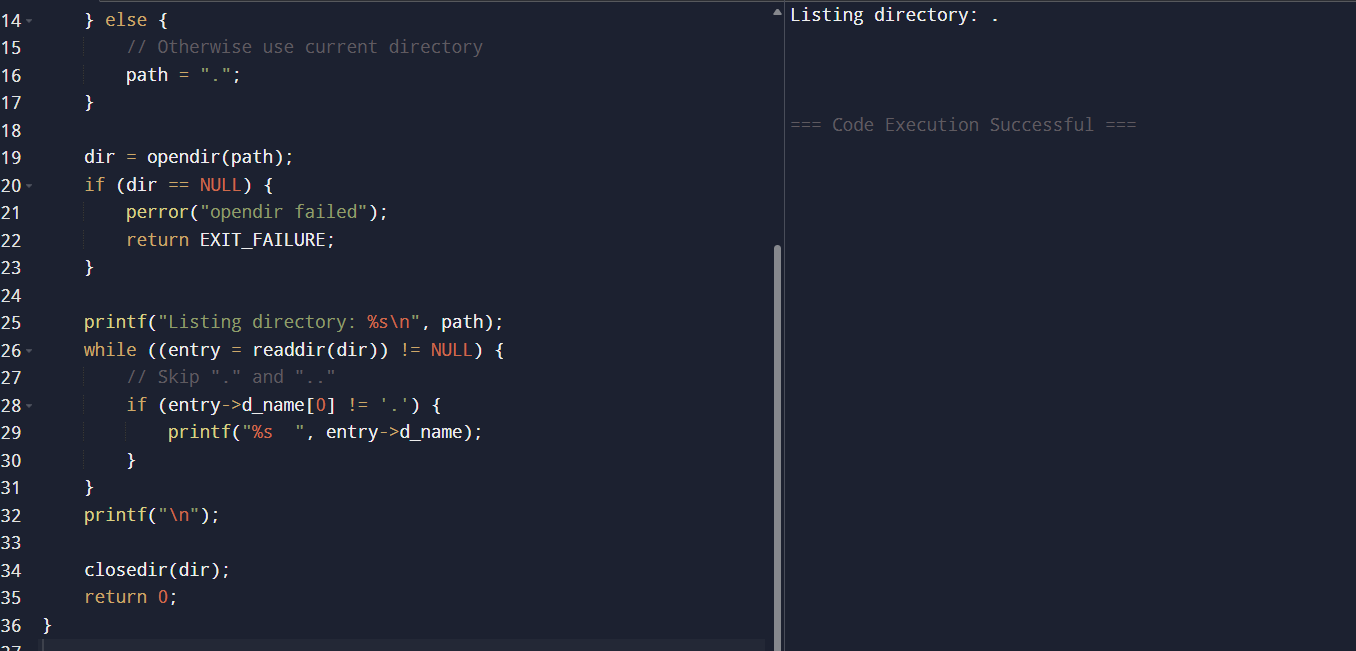 14 } else {
15 // Otherwise use current directory
16 path = ".";
17 }
18
19 dir = opendir(path);
20 if (dir == NULL) {
21 perror("opendir failed");
22 return EXIT_FAILURE;
23 }
24
25 printf("Listing directory: %s\n", path);
26 while ((entry = readdir(dir)) != NULL) {
27 // Skip "." and ".."
28 if (entry->d_name[0] != '.') {
29 printf("%s  ", entry->d_name);
30 }
31 }
32 printf("\n");
33
34 closedir(dir);
35 return 0;
36 }
Listing directory: .
=== Code Execution Successful ===